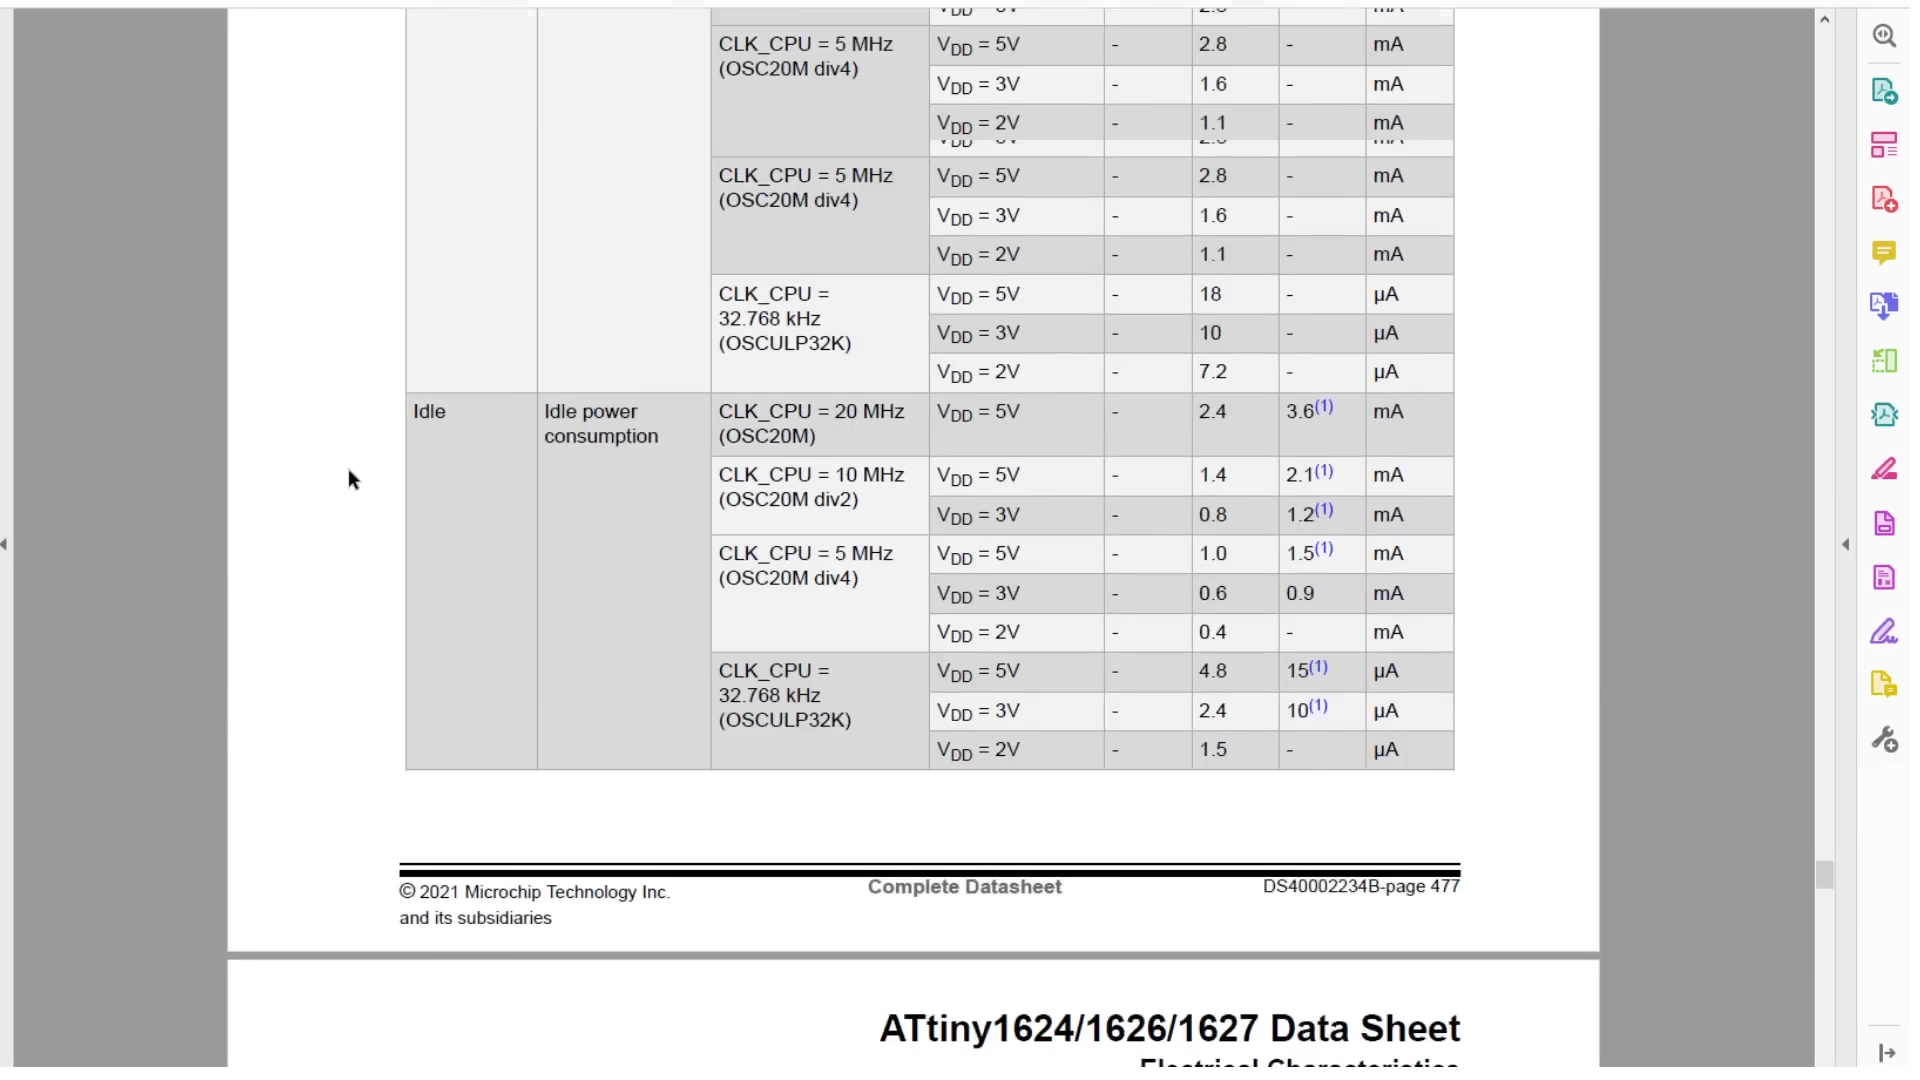 CLK_CPU = 5 MHz VDD = 5V - 2.8 - mA
(OSC20M div4)
VDD = 3V - 1.6 - mA
VDD = 2V - 1.1 - mA
CLK_CPU = 5 MHz VDD = 5V - 2.8 - mA
(OSC20M div4)
VDD = 3V - 1.6 - mA
VDD = 2V - 1.1 - mA
CLK_CPU = VDD = 5V - 18 - µA
32.768 kHz
VDD = 3V - 10 - µA
(OSCULP32K)
VDD = 2V - 7.2 - µA
Idle Idle power CLK_CPU = 20 MHz VDD = 5V - 2.4 3.6(1) mA
consumption (OSC20M)
CLK_CPU = 10 MHz VDD = 5V - 1.4 2.1(1) mA
(OSC20M div2)
VDD = 3V - 0.8 1.2(1) mA
CLK_CPU = 5 MHz VDD = 5V - 1.0 1.5(1) mA
(OSC20M div4)
VDD = 3V - 0.6 0.9 mA
VDD = 2V - 0.4 - mA
CLK_CPU = VDD = 5V - 4.8 15(1) µA
32.768 kHz
VDD = 3V - 2.4 10(1) µA
(OSCULP32K)
VDD = 2V - 1.5 - µA
© 2021 Microchip Technology Inc. Complete Datasheet DS40002234B-page 477
and its subsidiaries
ATtiny1624/1626/1627 Data Sheet
Electrical Characteristics